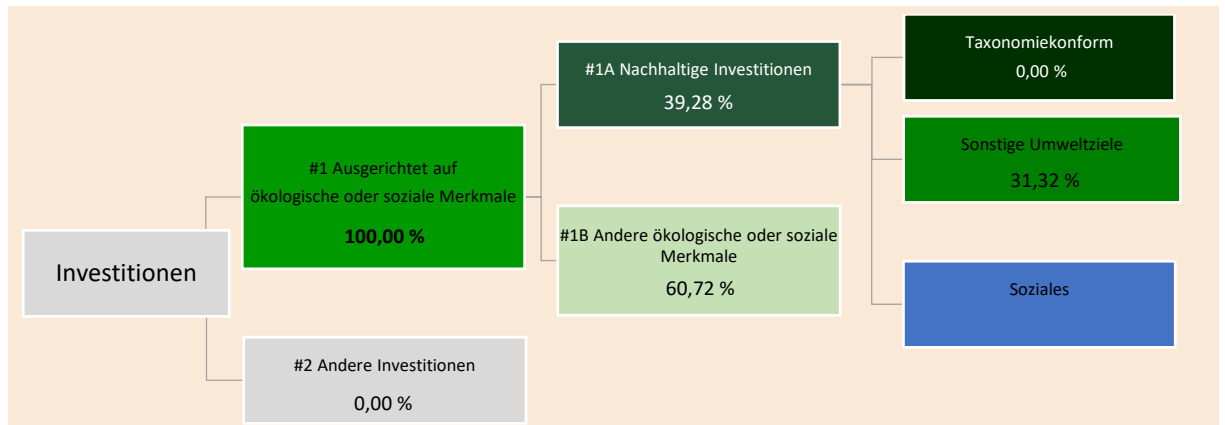 Investitionen
#1 Ausgerichtet auf
ökologische oder soziale Merkmale
100,00 %
#2 Andere Investitionen
0,00 %
#1A Nachhaltige Investitionen
39,28 %
#1B Andere ökologische oder soziale
Merkmale
60,72 %
Taxonomiekonform
0,00 %
Sonstige Umweltziele
31,32 %
Soziales